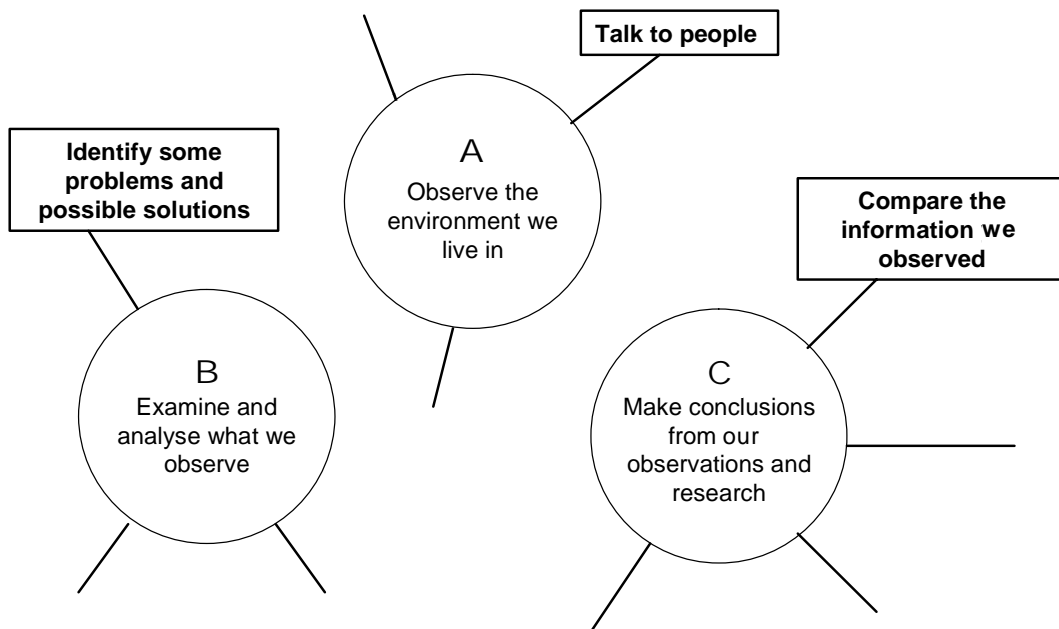 Talk to people
A
Observe the
environment we
live in
Identify some
problems and
possible solutions
B
Examine and
analyse what we
observe
Compare the
information we
observed
C
Make conclusions
from our
observations and
research